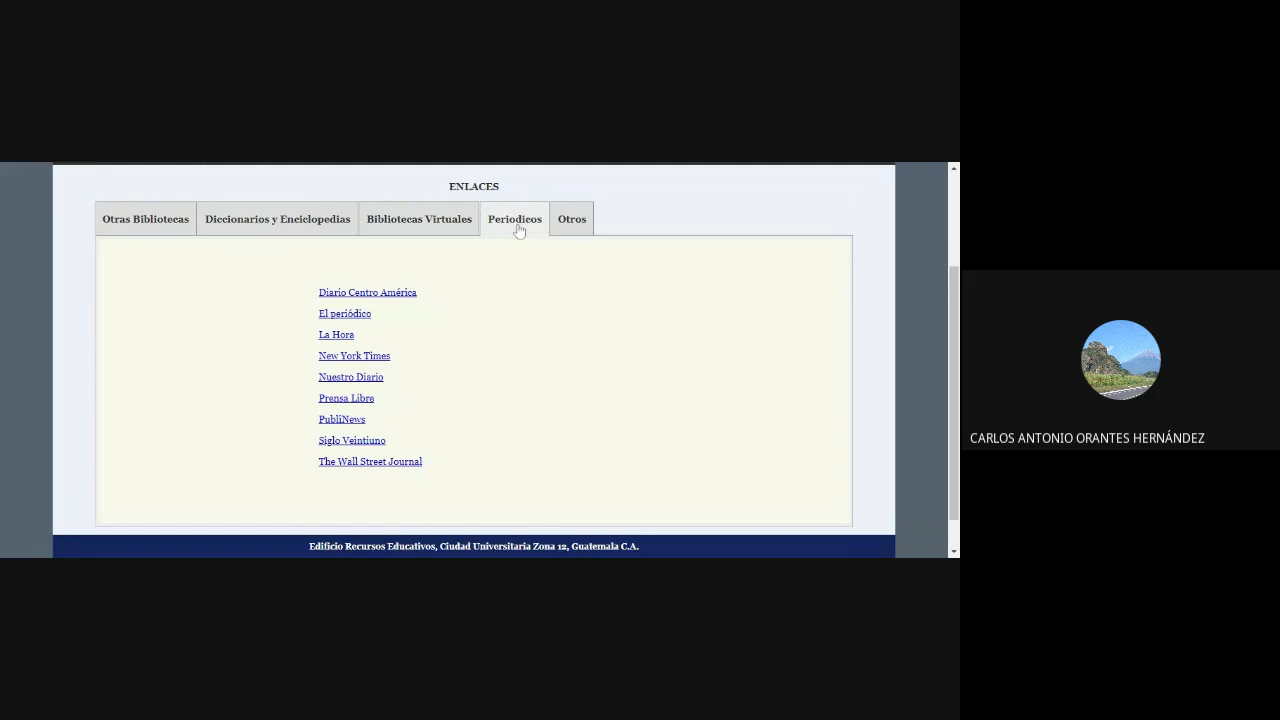 ENLACES
Otras Bibliotecas
Diccionarios y Enciclopedias
Bibliotecas Virtuales
Periodicos
Otros
Diario Centro América
El periódico
La Hora
New York Times
Nuestro Diario
Prensa Libre
PubliNews
Siglo Veintiuno
The Wall Street Journal
Edificio Recursos Educativos, Ciudad Universitaria Zona 12, Guatemala C.A.
CARLOS ANTONIO ORANTES HERNÁNDEZ